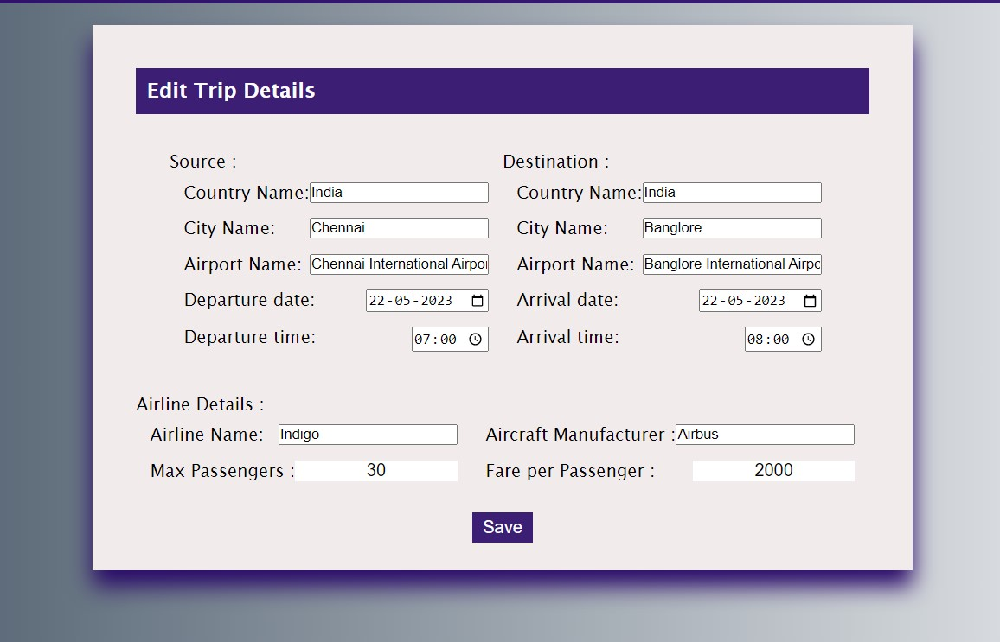 Edit Trip Details
Source :
Country Name: India
City Name: Chennai
Airport Name: Chennai International Airpor
Departure date: 22-05-2023
Departure time: 07:00
Destination :
Country Name: India
City Name: Banglore
Airport Name: Banglore International Airpo
Arrival date: 22-05-2023
Arrival time: 08:00
Airline Details :
Airline Name: Indigo
Aircraft Manufacturer : Airbus
Max Passengers : 30
Fare per Passenger : 2000
Save